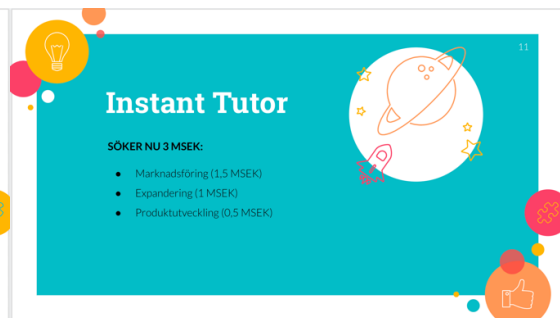 11
Instant Tutor
SÖKER NU 3 MSEK:
● Marknadsföring (1,5 MSEK)
● Expandering (1 MSEK)
● Produktutveckling (0,5 MSEK)